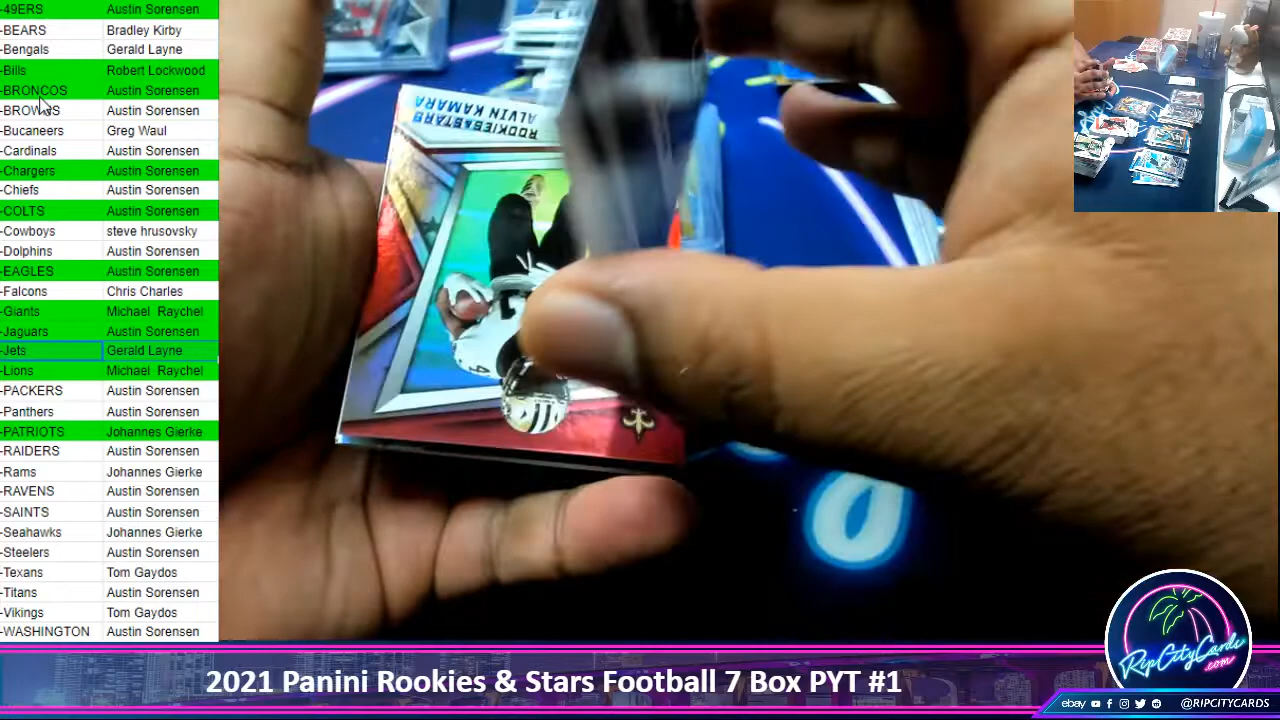 -49ERS Austin Sorensen
-BEARS Bradley Kirby
-Bengals Gerald Layne
-Bills Robert Lockwood
-BRONCOS Austin Sorensen
-BROWNS Austin Sorensen
-Bucaneers Greg Waul
-Cardinals Austin Sorensen
-Chargers Austin Sorensen
-Chiefs Austin Sorensen
-COLTS Austin Sorensen
-Cowboys steve hrusovsky
-Dolphins Austin Sorensen
-EAGLES Austin Sorensen
-Falcons Chris Charles
-Giants Michael Raychel
-Jaguars Austin Sorensen
-Jets Gerald Layne
-Lions Michael Raychel
-PACKERS Austin Sorensen
-Panthers Austin Sorensen
-PATRIOTS Johannes Gierke
-RAIDERS Austin Sorensen
-Rams Johannes Gierke
-RAVENS Austin Sorensen
-SAINTS Austin Sorensen
-Seahawks Johannes Gierke
-Steelers Austin Sorensen
-Texans Tom Gaydos
-Titans Austin Sorensen
-Vikings Tom Gaydos
-WASHINGTON Austin Sorensen
ROOKIES&STARS
ALVIN KAMARA
2021 Panini Rookies & Stars Football 7 Box PYT #1
RipCityCards
.com
ebay @RIPCITYCARDS